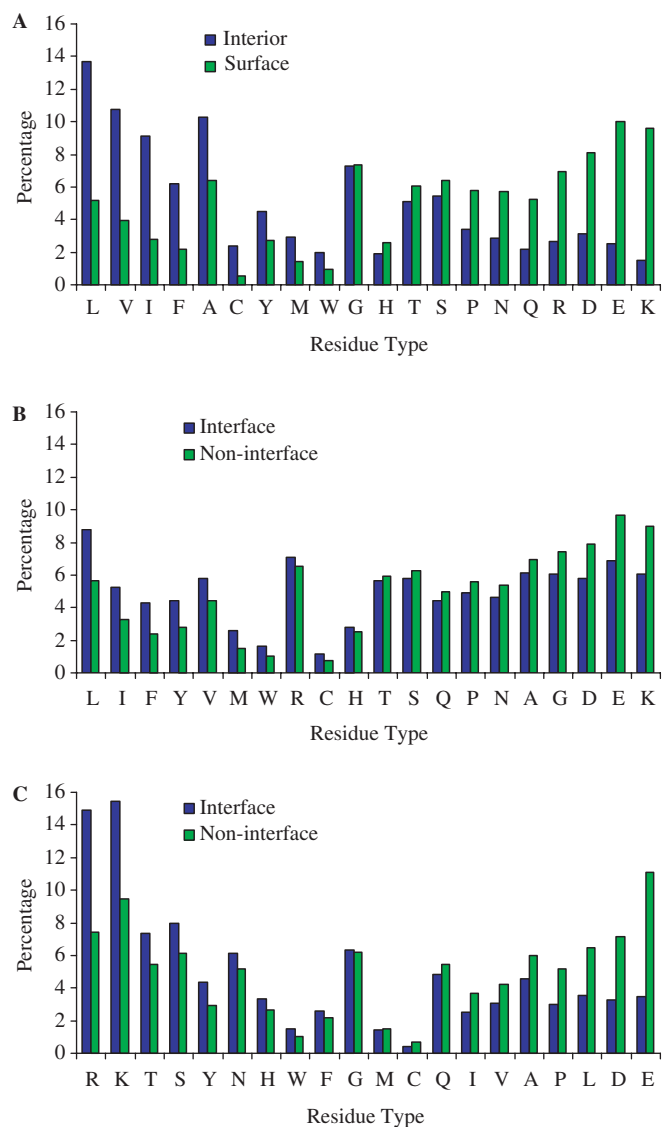 A
16
14
12
10
8
6
4
2
0
Percentage
Interior
Surface
L V I F A C Y M W G H T S P N Q R D E K
Residue Type
B
16
14
12
10
8
6
4
2
0
Percentage
Interface
Non-interface
L I F Y V M W R C H T S Q P N A G D E K
Residue Type
C
16
14
12
10
8
6
4
2
0
Percentage
Interface
Non-interface
R K T S Y N H W F G M C Q I V A P L D E
Residue Type